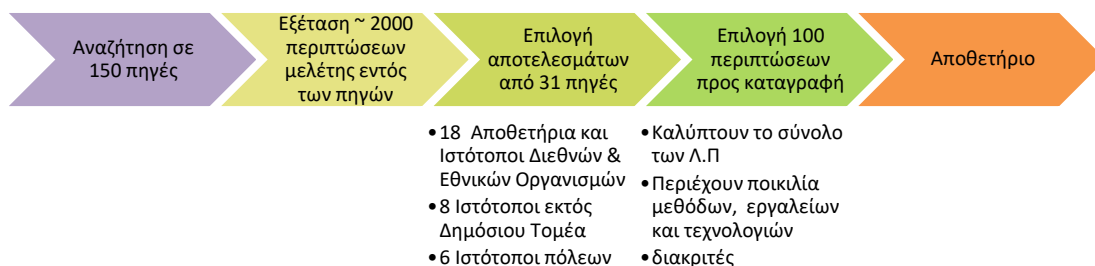 Αναζήτηση σε
150 πηγές
Εξέταση ~ 2000
περιπτώσεων
μελέτης εντός
των πηγών
Επιλογή
αποτελεσμάτων
από 31 πηγές
Επιλογή 100
περιπτώσεων
προς καταγραφή
Αποθετήριο
•18 Αποθετήρια και
Ιστότοποι Διεθνών &
Εθνικών Οργανισμών
•8 Ιστότοποι εκτός
Δημόσιου Τομέα
•6 Ιστότοποι πόλεων
•Καλύπτουν το σύνολο
των Λ.Π
•Περιέχουν ποικιλία
μεθόδων, εργαλείων
και τεχνολογιών
•διακριτές